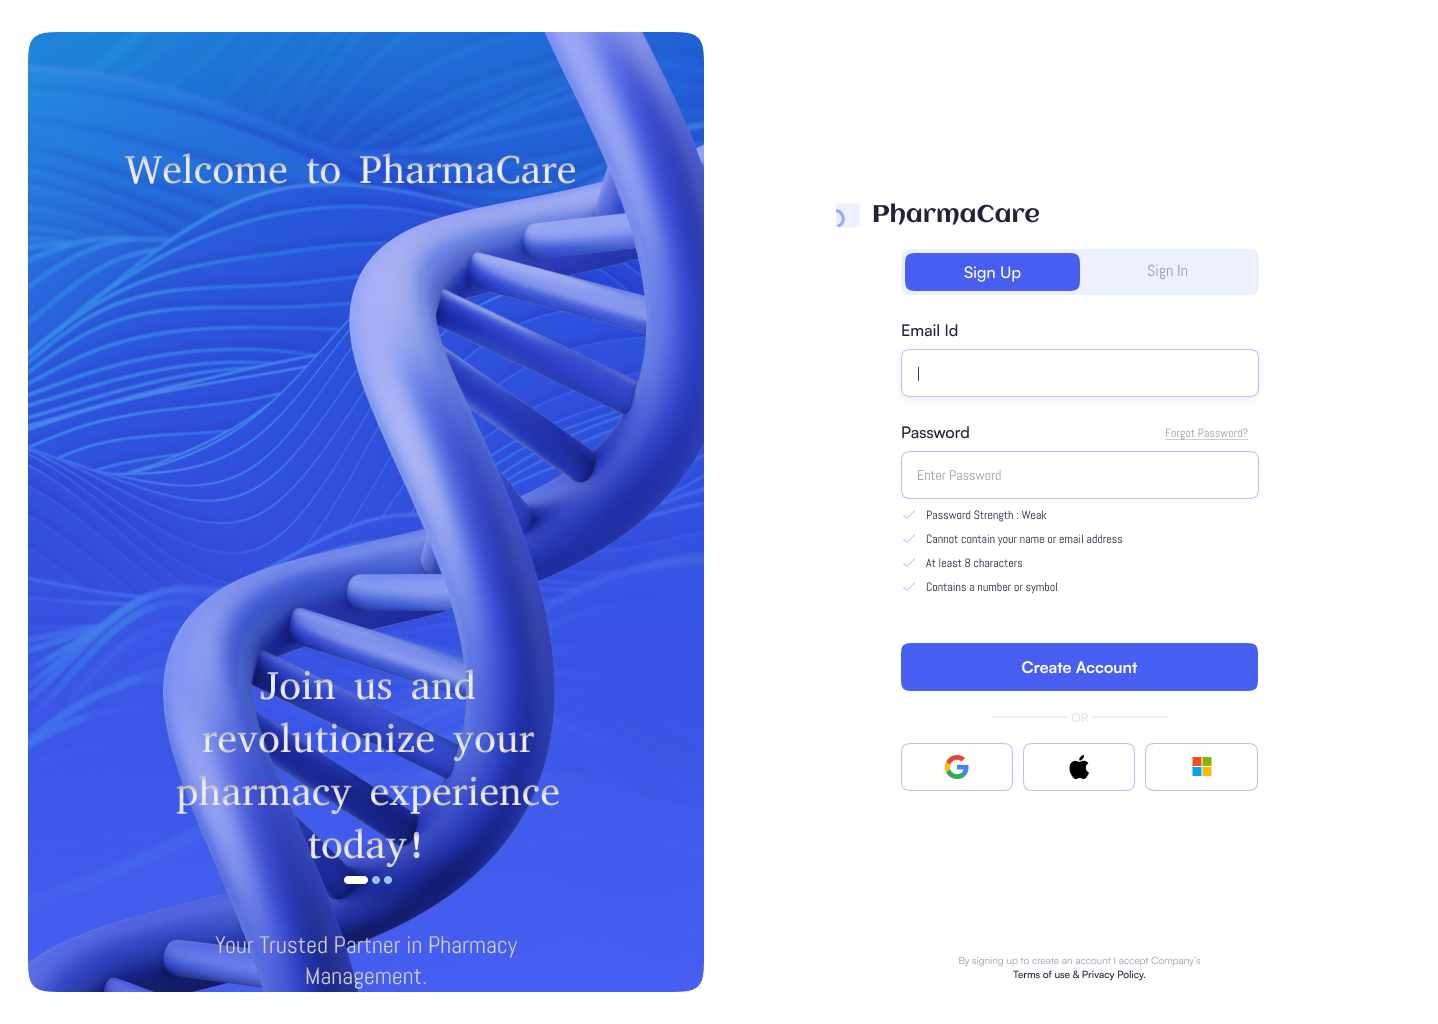 Welcome to PharmaCare
Join us and
revolutionize your
pharmacy experience
today!
Your Trusted Partner in Pharmacy
Management.
PharmaCare
Sign Up
Sign In
Email Id
Password
Forgot Password?
Enter Password
Password Strength : Weak
Cannot contain your name or email address
At least 8 characters
Contains a number or symbol
Create Account
OR
By signing up to create an account I accept Company's
Terms of use & Privacy Policy.